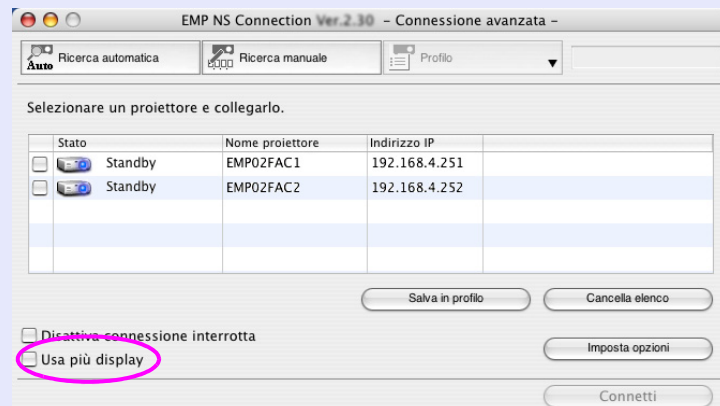 EMP NS Connection Ver.2.30 – Connessione avanzata –
Auto Ricerca automatica Ricerca manuale Profilo
Selezionare un proiettore e collegarlo.
Stato Nome proiettore Indirizzo IP
Standby EMP02FAC1 192.168.4.251
Standby EMP02FAC2 192.168.4.252
Salva in profilo Cancella elenco
Disattiva connessione interrotta
Usa più display
Imposta opzioni
Connetti